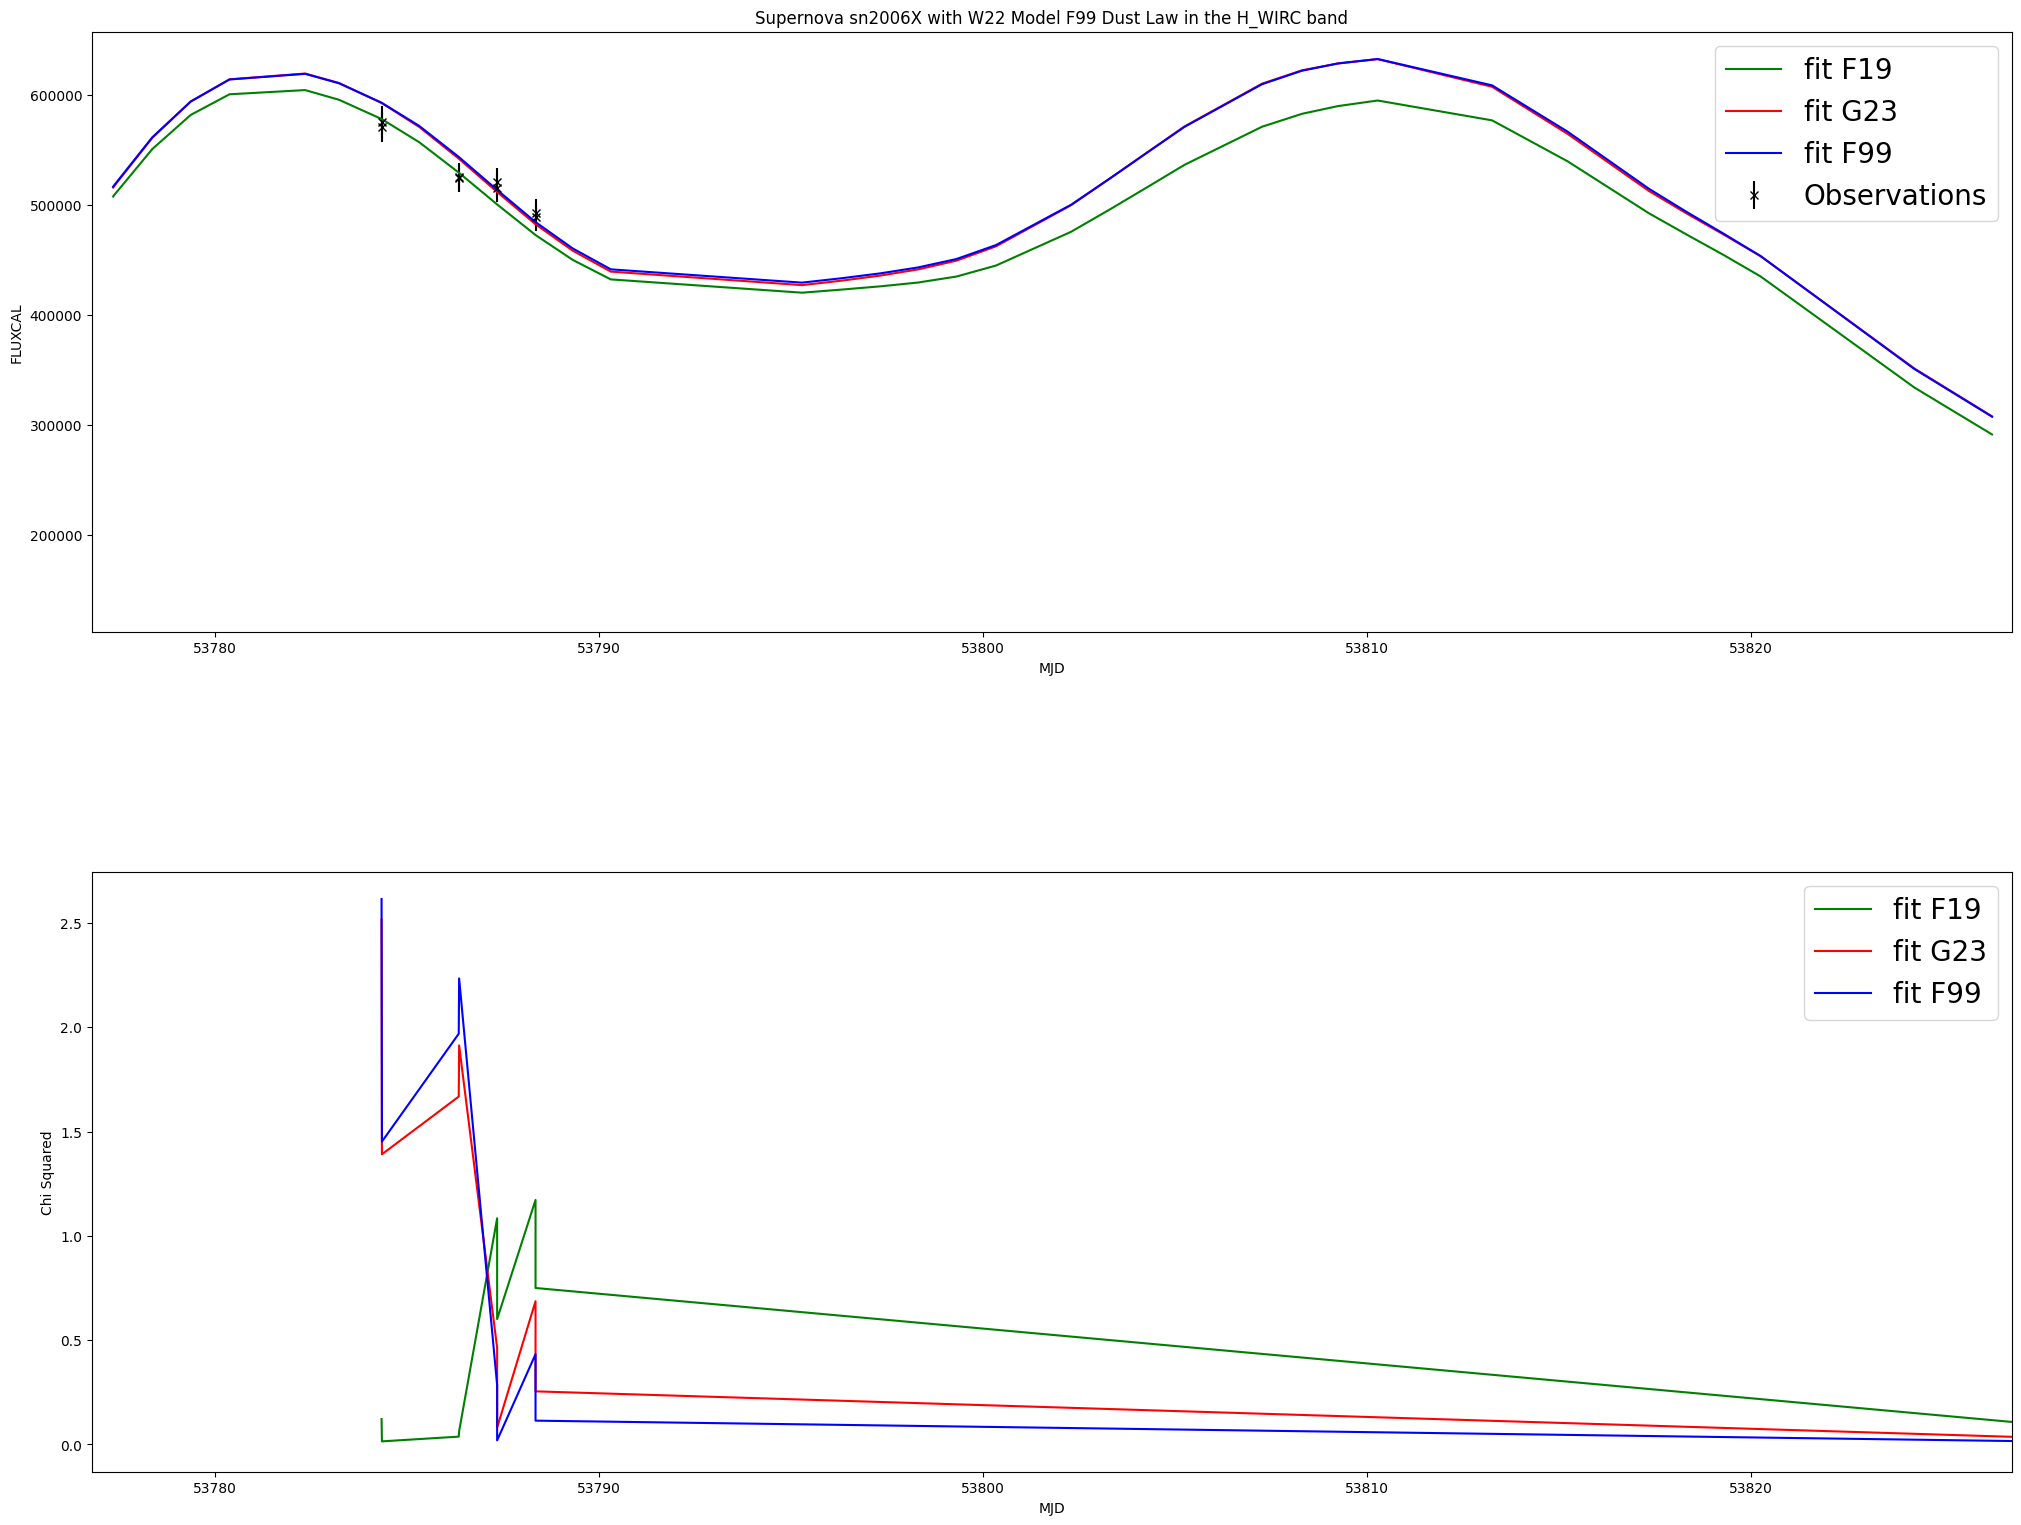 Supernova sn2006X with W22 Model F99 Dust Law in the H_WIRC band
fit F19
fit G23
fit F99
Observations
600000
500000
400000
300000
200000
FLUXCAL
53780
53790
53800
53810
53820
MJD
fit F19
fit G23
fit F99
2.5
2.0
1.5
1.0
0.5
0.0
Chi Squared
53780
53790
53800
53810
53820
MJD